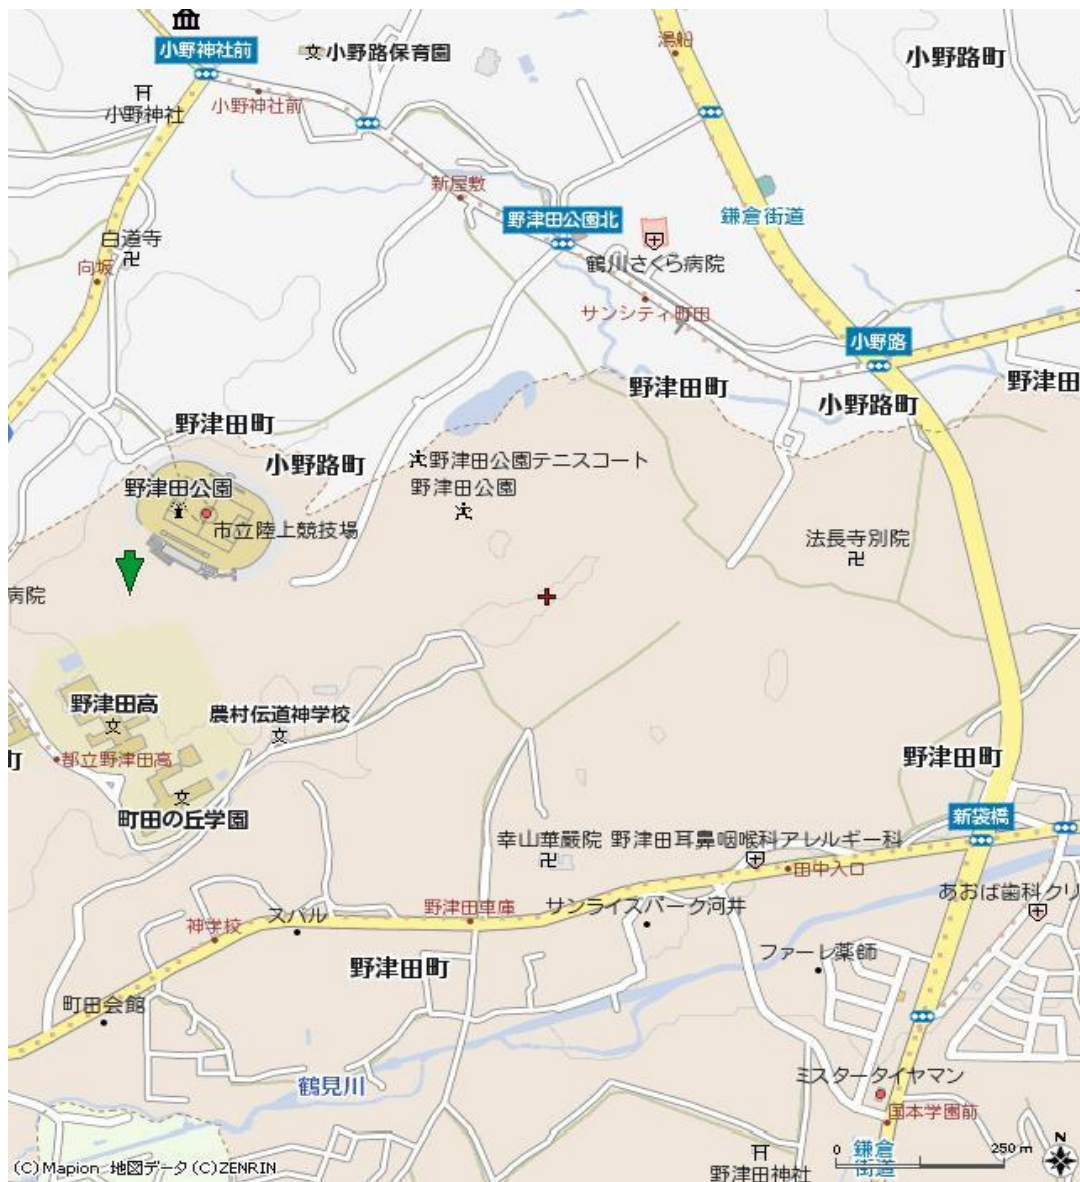 小野神社前
小野路保育園
湯船
小野路町
小野神社
小野神社前
新屋敷
野津田公園北
鎌倉街道
白道寺
向坂
鶴川さくら病院
サンシティ町田
小野路
野津田町
野津田
小野路町
野津田町
小野路町
野津田公園テニスコート
野津田公園
野津田公園
市立陸上競技場
法長寺別院
病院
野津田高
農村伝道神学校
町
都立野津田高
野津田町
町田の丘学園
新袋橋
幸山華厳院
野津田耳鼻咽喉科アレルギー科
田中入口
あおば歯科クリ
神学校
スバル
野津田車庫
サンライズパーク河井
野津田町
ファーレ薬師
町田会館
鶴見川
ミスタータイヤマン
国本学園前
野津田神社
鎌倉
街道
0
250 m
N
(C)Mapion 地図データ(C)ZENRIN